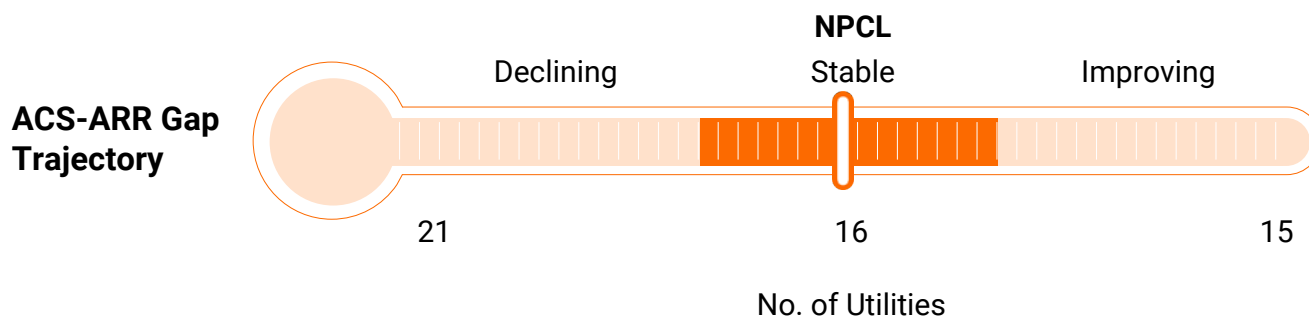 NPCL
Declining Stable Improving
ACS-ARR Gap
Trajectory
21 16 15
No. of Utilities